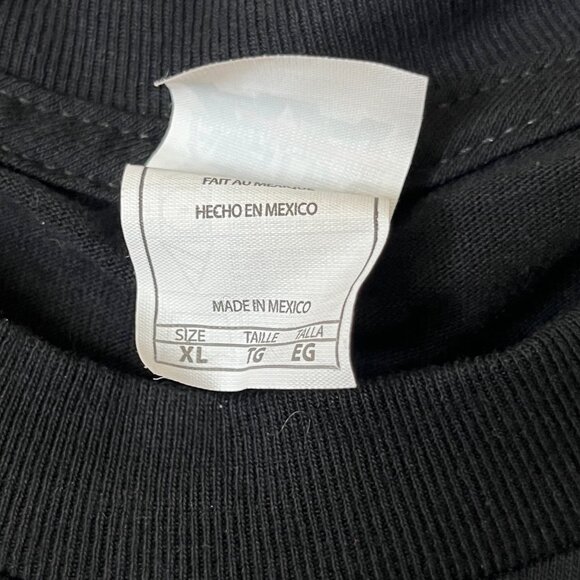 FAIT AU MEXIQUE
HECHO EN MEXICO
MADE IN MEXICO
SIZE TAILLE TALLA
XL TG EG